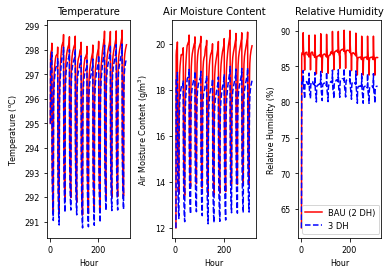 Temperature
Air Moisture Content
Relative Humidity
Temperature (℃)
299
298
297
296
295
294
293
292
291
0
200
Hour
Air Moisture Content (g/m³)
20
18
16
14
12
0
200
Hour
Relative Humidity (%)
90
85
80
75
70
65
0
200
Hour
BAU (2 DH)
3 DH